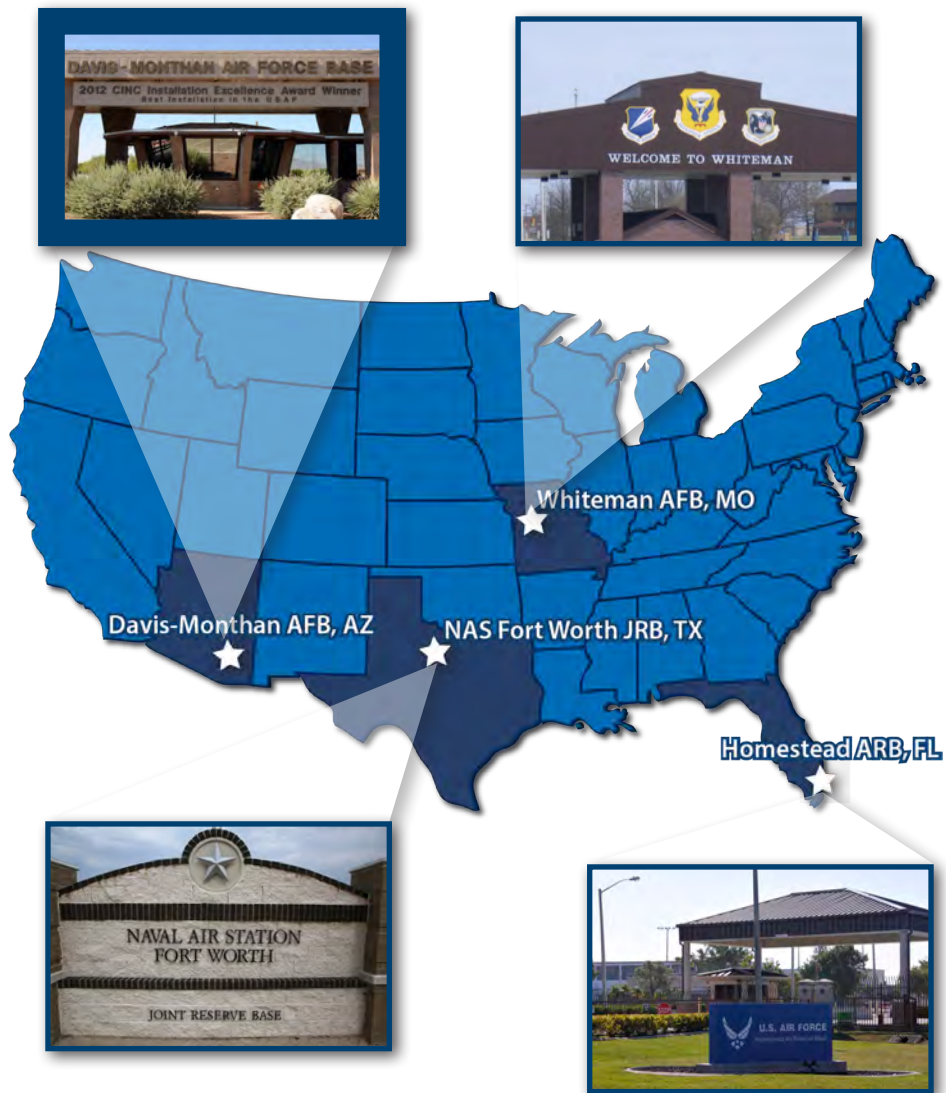 DAVIS-MONTHAN AIR FORCE BASE
2012 CINC Installation Excellence Award Winner
Best Installation in the USAF
WELCOME TO WHITEMAN
Whiteman AFB, MO
Davis-Monthan AFB, AZ
NAS Fort Worth JRB, TX
Homestead ARB, FL
NAVAL AIR STATION
FORT WORTH
JOINT RESERVE BASE
U.S. AIR FORCE